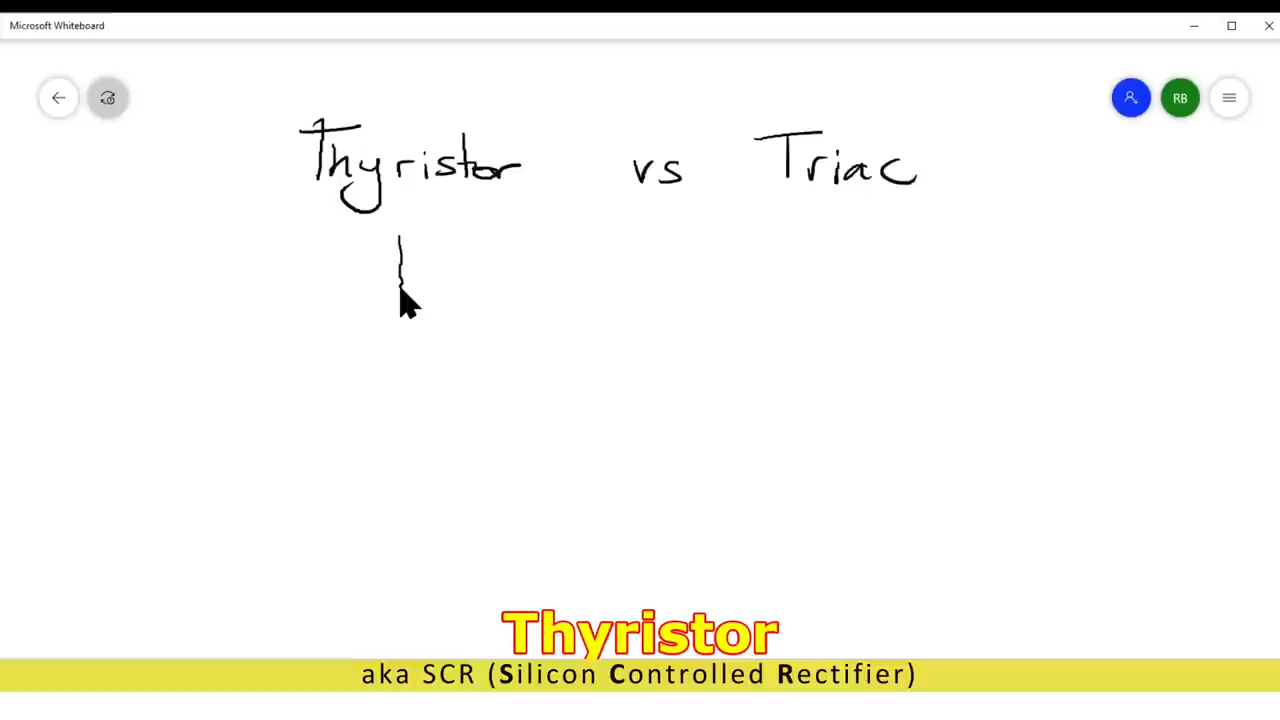 Microsoft Whiteboard
RB
Thyristor vs Triac
Thyristor
aka SCR (Silicon Controlled Rectifier)